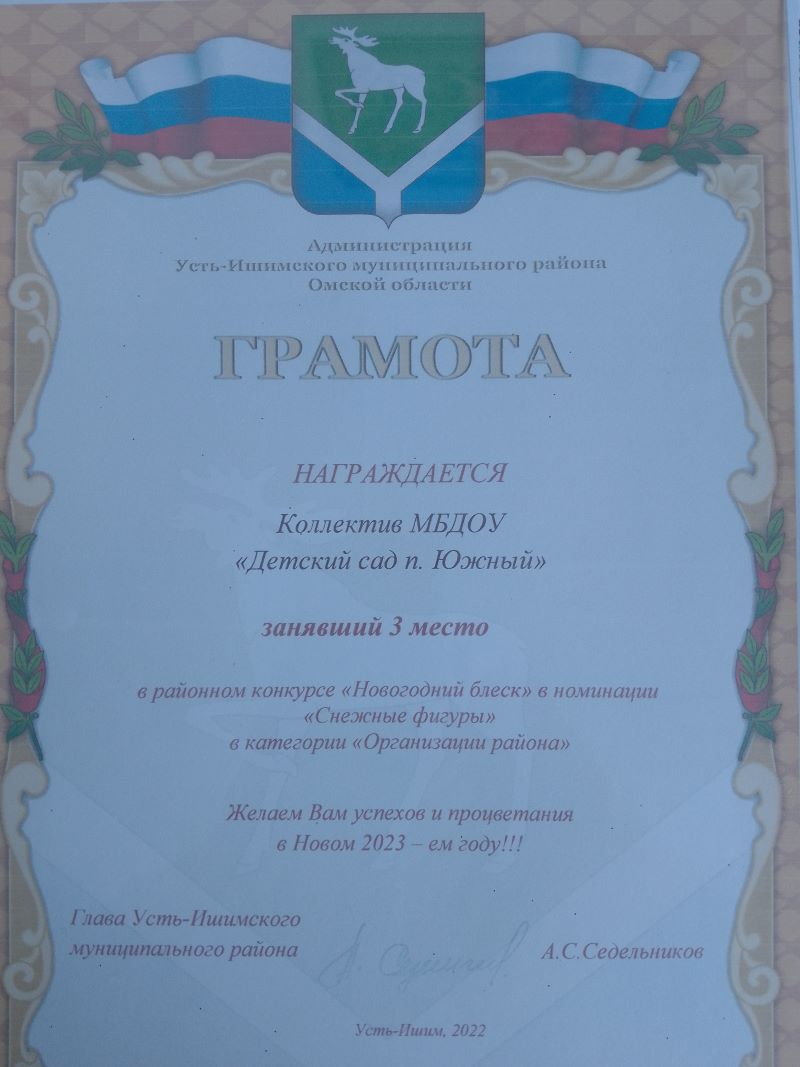 Администрация
Усть-Ишимского муниципального района
Омской области
ГРАМОТА
НАГРАЖДАЕТСЯ
Коллектив МБДОУ
«Детский сад п. Южный»
занявший 3 место
в районном конкурсе «Новогодний блеск» в номинации
«Снежные фигуры»
в категории «Организации района»
Желаем Вам успехов и процветания
в Новом 2023 – ем году!!!
Глава Усть-Ишимского
муниципального района
А.С.Седельников
Усть-Ишим, 2022